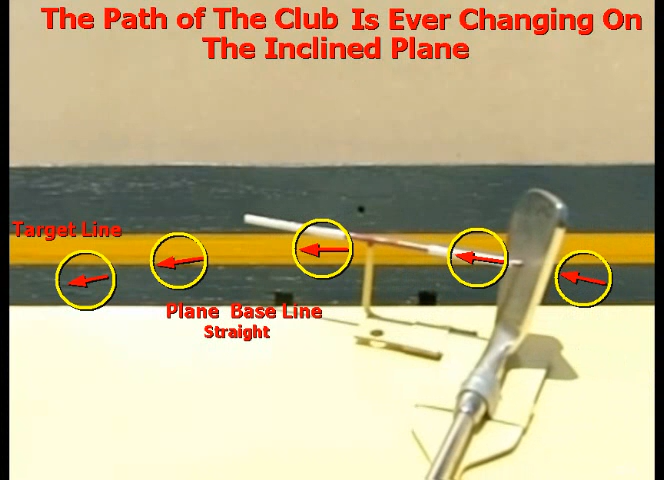 The Path of The Club Is Ever Changing On
The Inclined Plane
Target Line
Plane Base Line
Straight